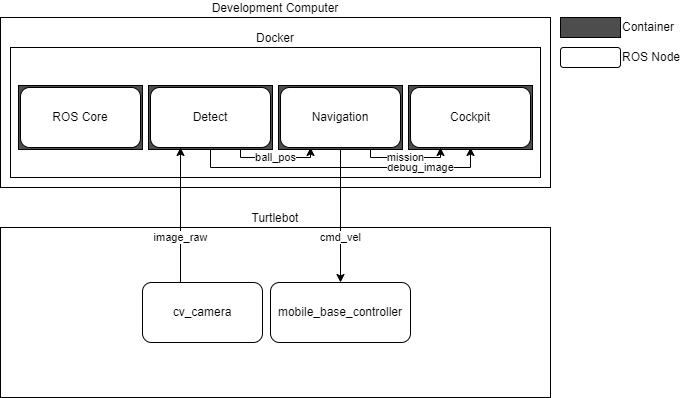 Development Computer
Container
Docker
ROS Node
ROS Core
Detect
Navigation
Cockpit
ball_pos
mission
debug_image
Turtlebot
image_raw
cmd_vel
cv_camera
mobile_base_controller